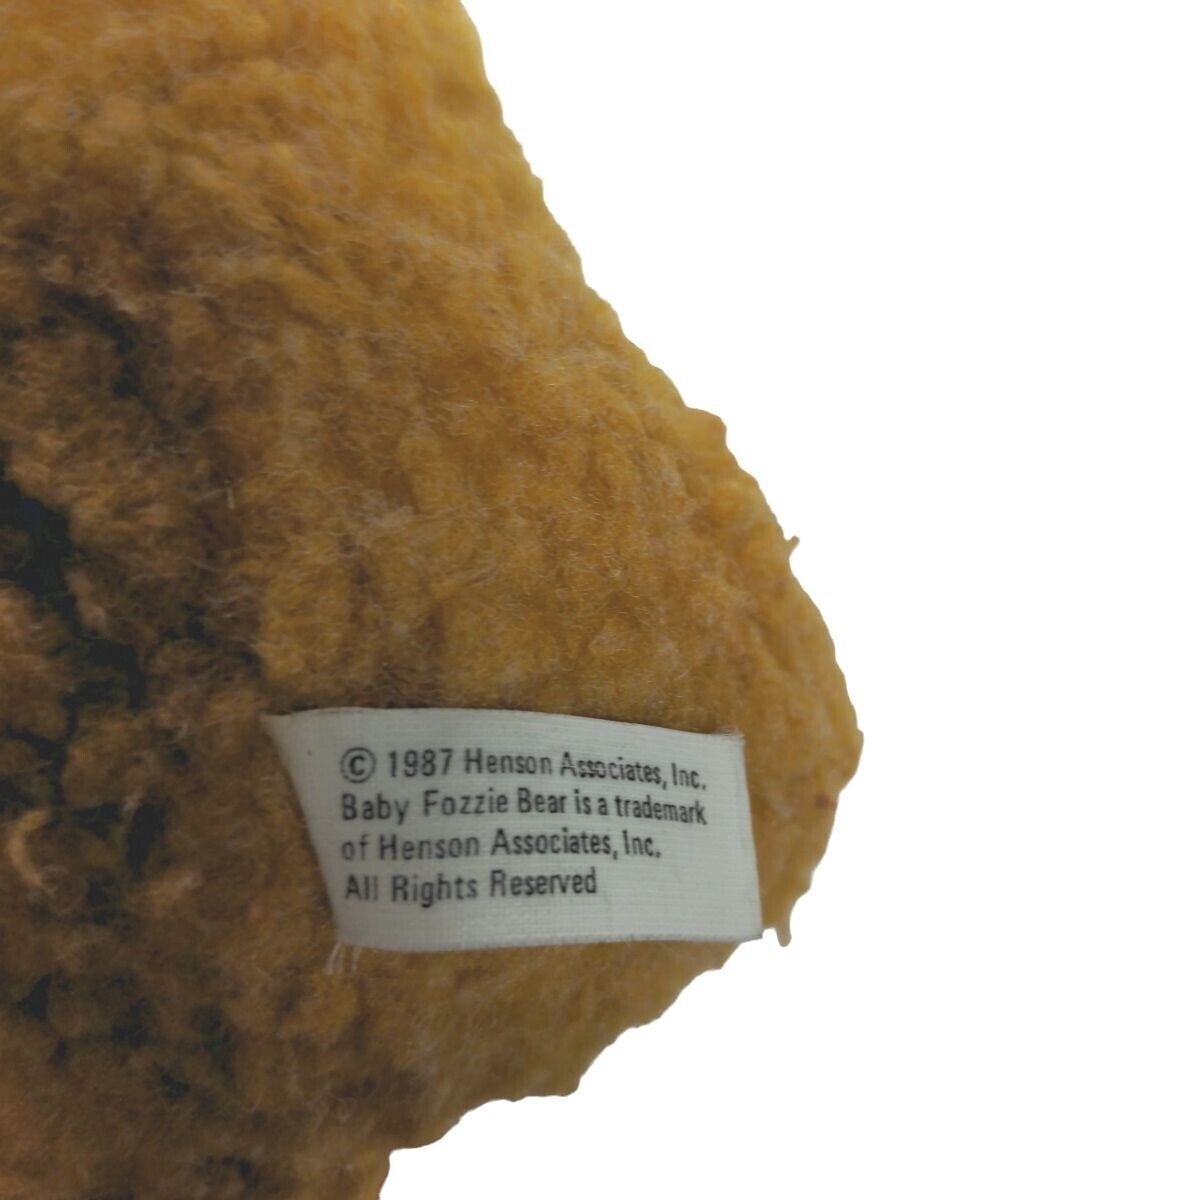 © 1987 Henson Associates, Inc.
Baby Fozzie Bear is a trademark
of Henson Associates, Inc.
All Rights Reserved